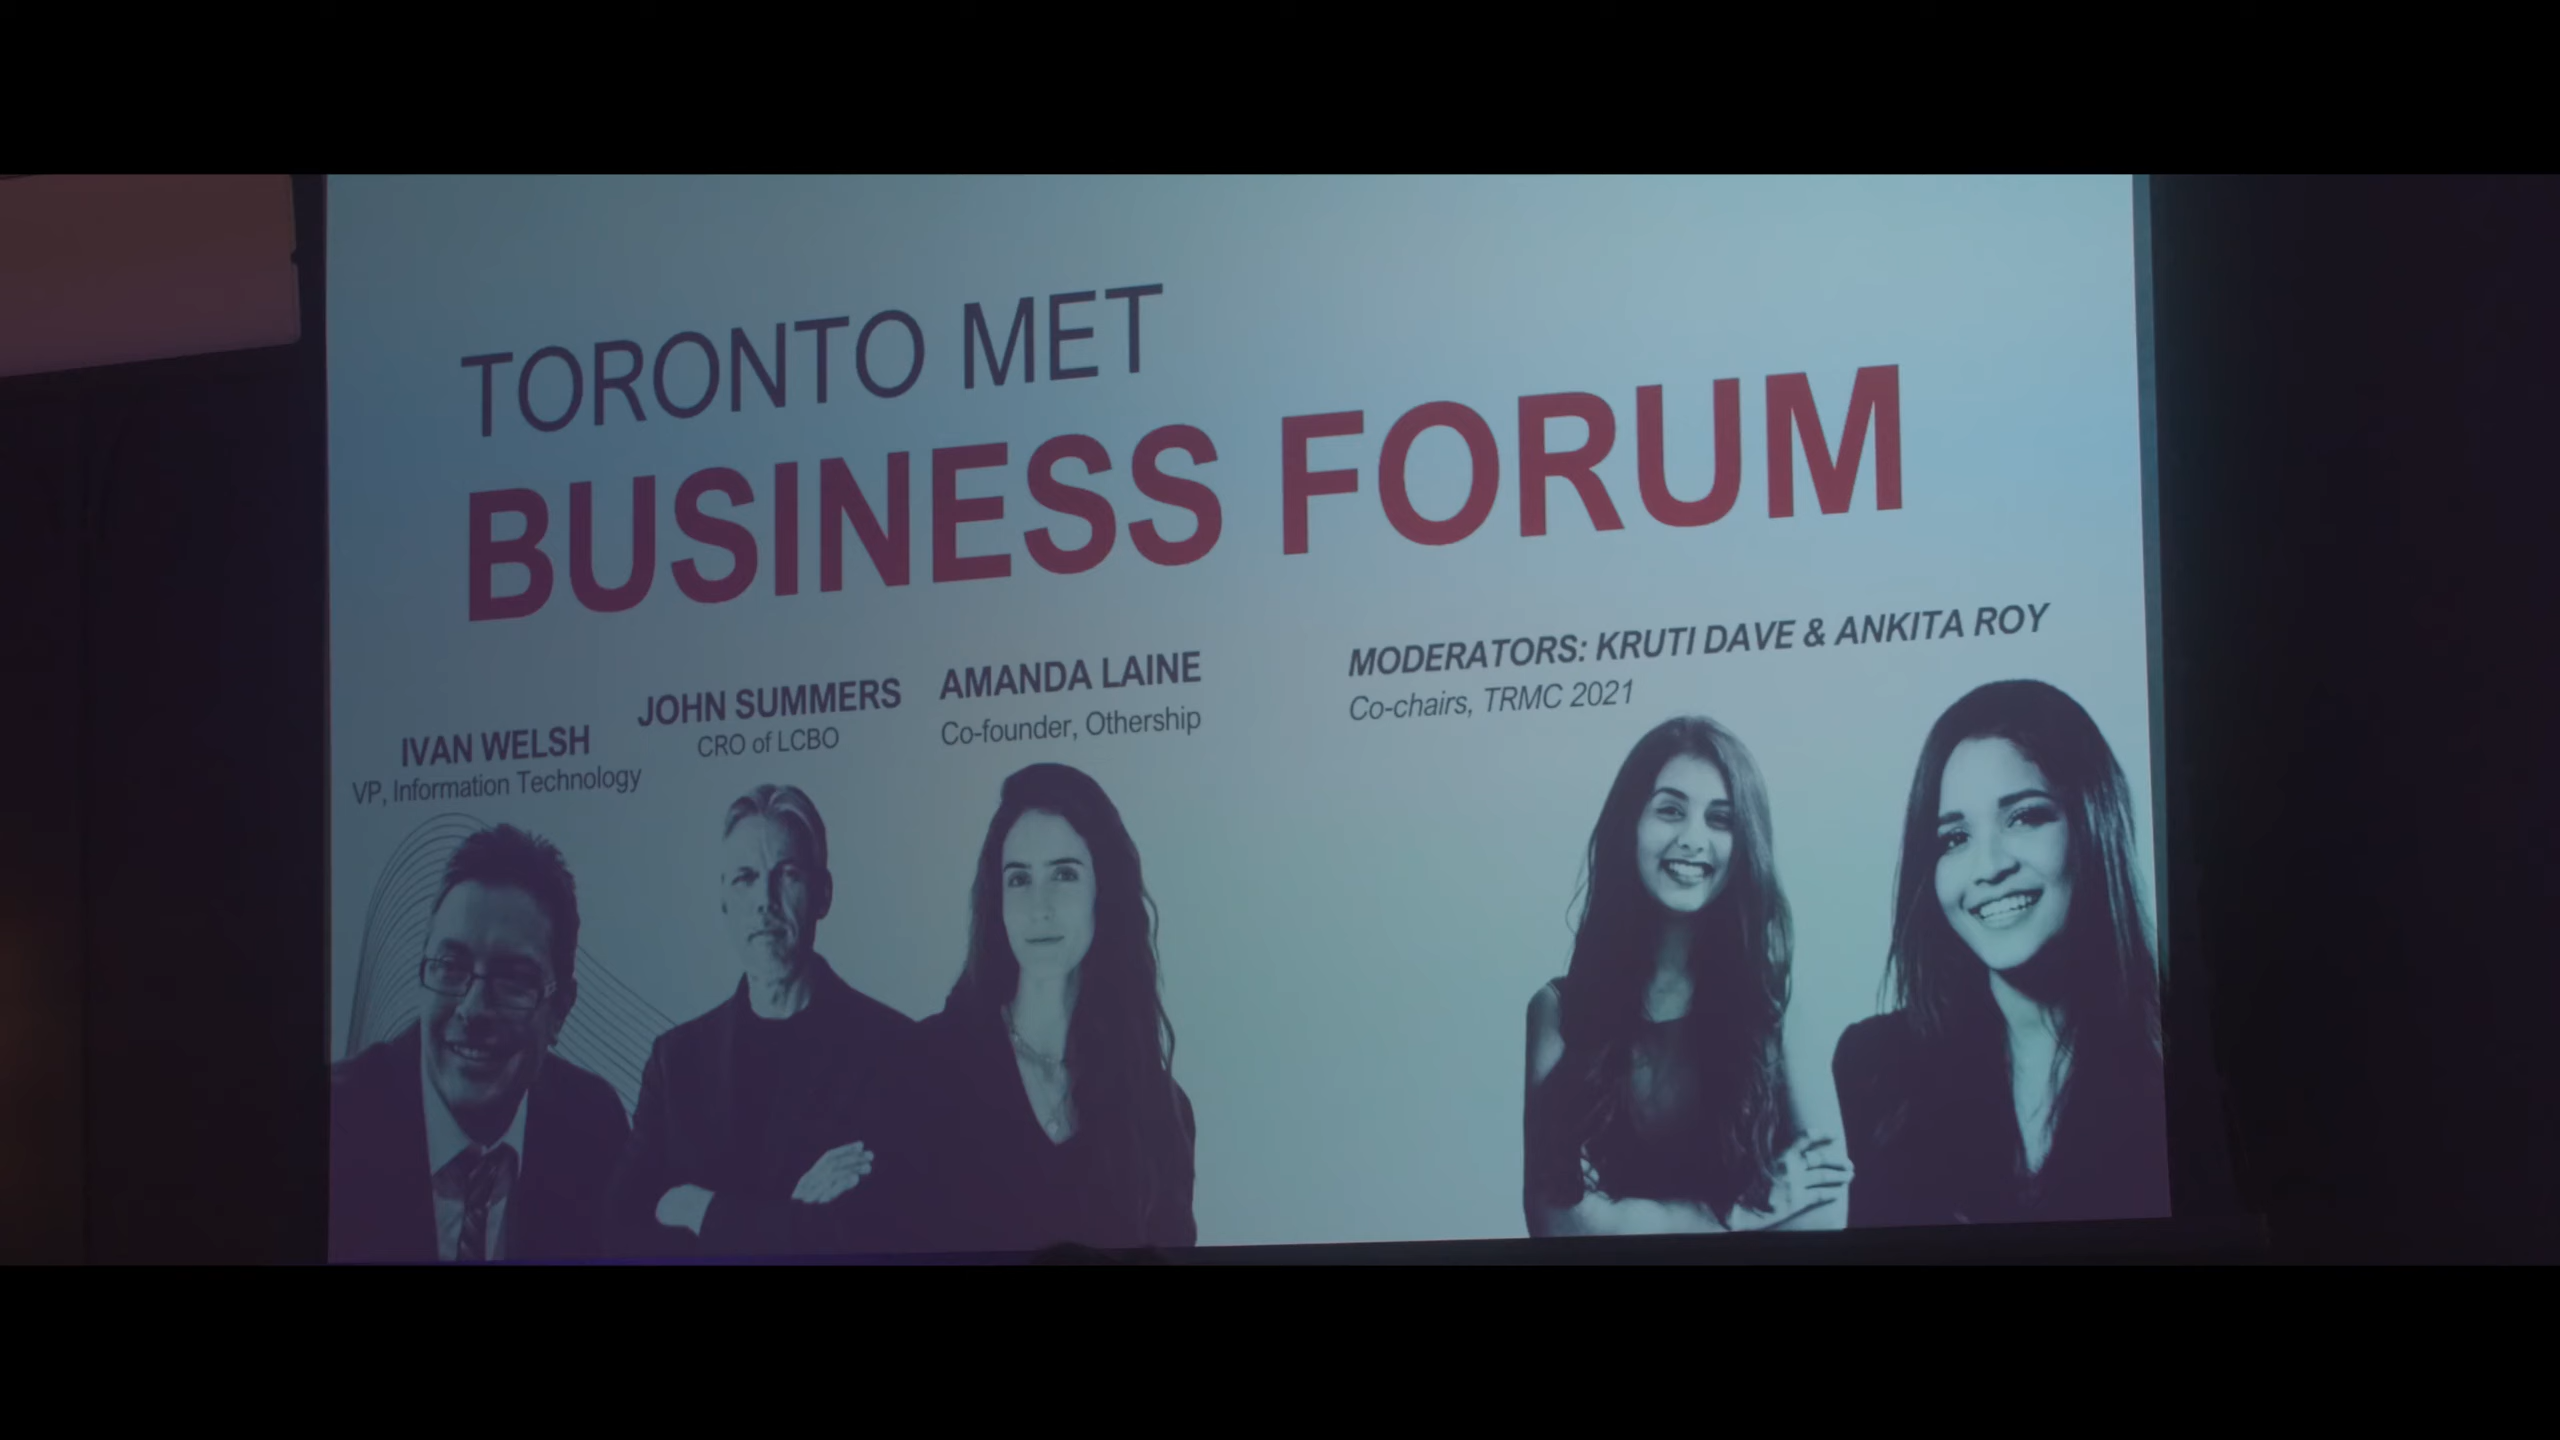 TORONTO MET
BUSINESS FORUM
IVAN WELSH
VP, Information Technology
JOHN SUMMERS
CRO of LCBO
AMANDA LAINE
Co-founder, Othership
MODERATORS: KRUTI DAVE & ANKITA ROY
Co-chairs, TRMC 2021